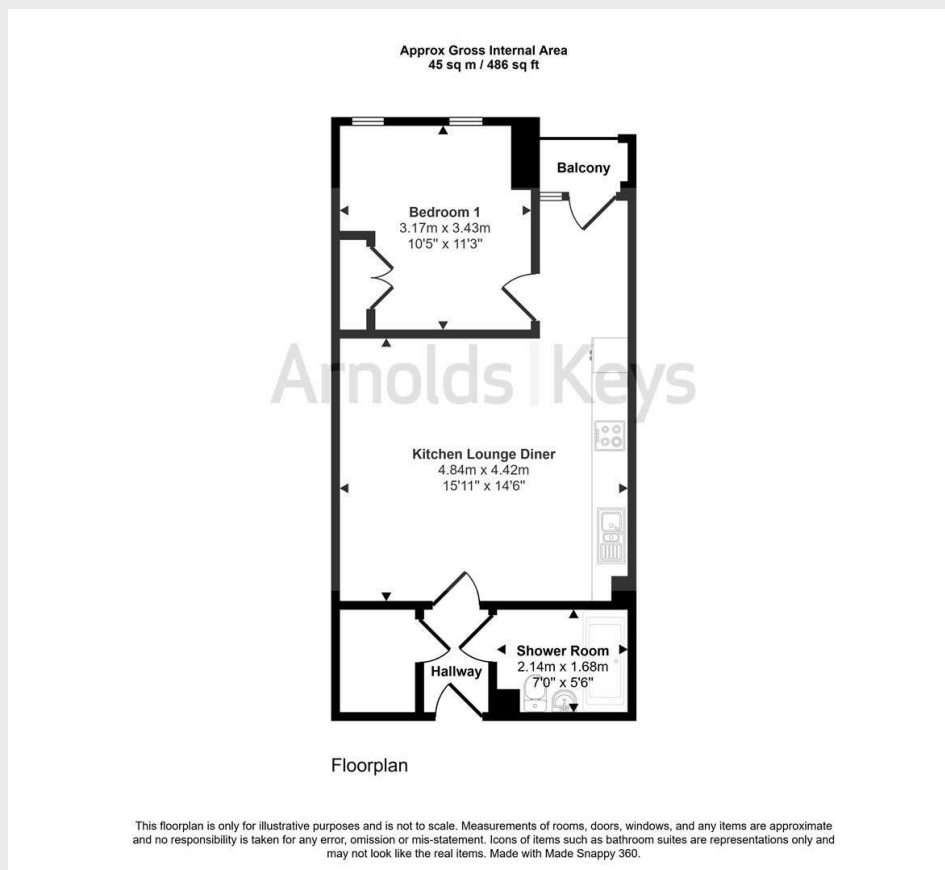 Approx Gross Internal Area
45 sq m / 486 sq ft
Balcony
Bedroom 1
3.17m x 3.43m
10'5" x 11'3"
Arnolds | Keys
Kitchen Lounge Diner
4.84m x 4.42m
15'11" x 14'6"
Shower Room
2.14m x 1.68m
7'0" x 5'6"
Hallway
Floorplan
This floorplan is only for illustrative purposes and is not to scale. Measurements of rooms, doors, windows, and any items are approximate
and no responsibility is taken for any error, omission or mis-statement. Icons of items such as bathroom suites are representations only and
may not look like the real items. Made with Made Snappy 360.